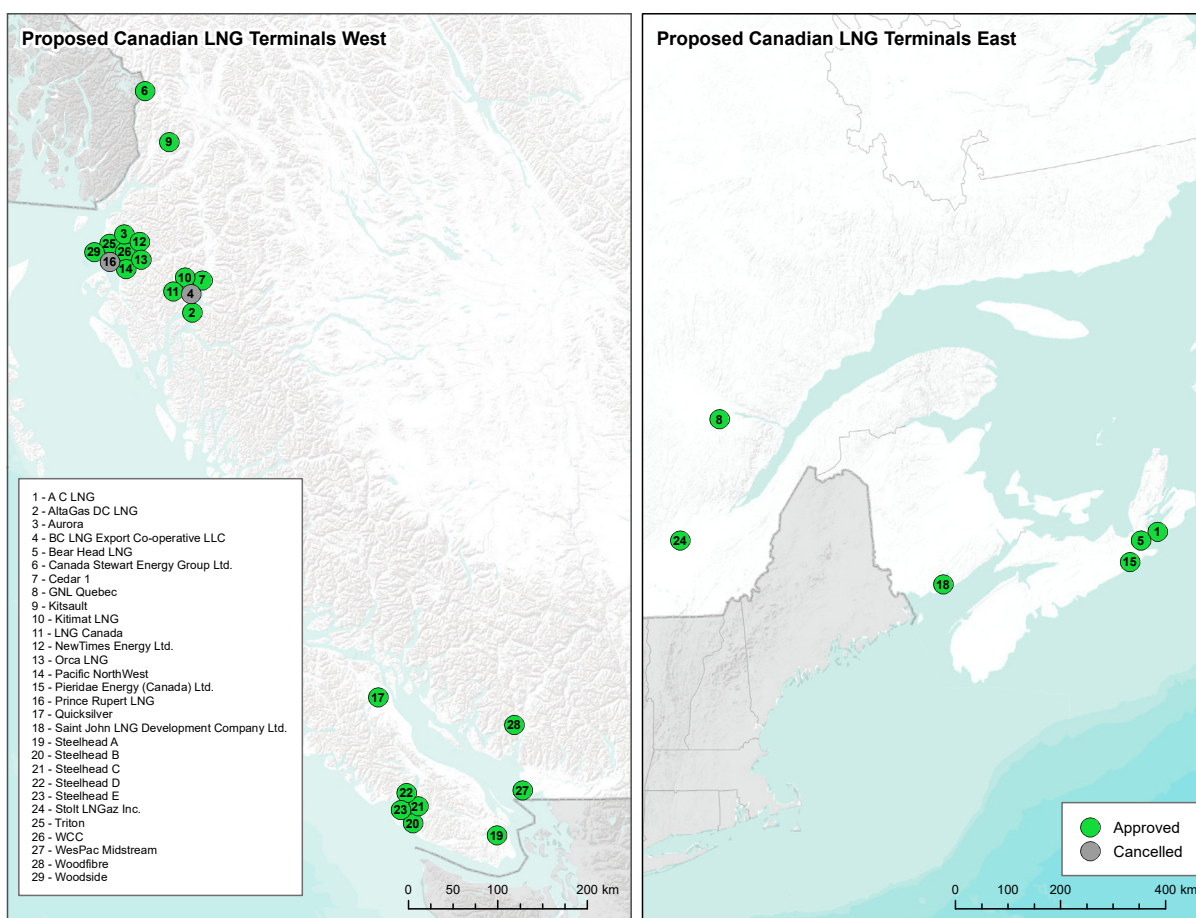 Proposed Canadian LNG Terminals West
6
9
3
12
25
29
26
16
13
14
10
7
11
4
2
1 - A C LNG
2 - AltaGas DC LNG
3 - Aurora
4 - BC LNG Export Co-operative LLC
5 - Bear Head LNG
6 - Canada Stewart Energy Group Ltd.
7 - Cedar 1
8 - GNL Quebec
9 - Kitsault
10 - Kitimat LNG
11 - LNG Canada
12 - NewTimes Energy Ltd.
13 - Orca LNG
14 - Pacific NorthWest
15 - Pieridae Energy (Canada) Ltd.
16 - Prince Rupert LNG
17 - Quicksilver
18 - Saint John LNG Development Company Ltd.
19 - Steelhead A
20 - Steelhead B
21 - Steelhead C
22 - Steelhead D
23 - Steelhead E
24 - Stolt LNGaz Inc.
25 - Triton
26 - WCC
27 - WesPac Midstream
28 - Woodfibre
29 - Woodside
17
28
27
22
21
23
20
19
0 50 100 200 km
Proposed Canadian LNG Terminals East
8
24
1
5
15
18
Approved
Cancelled
0 100 200 400 km